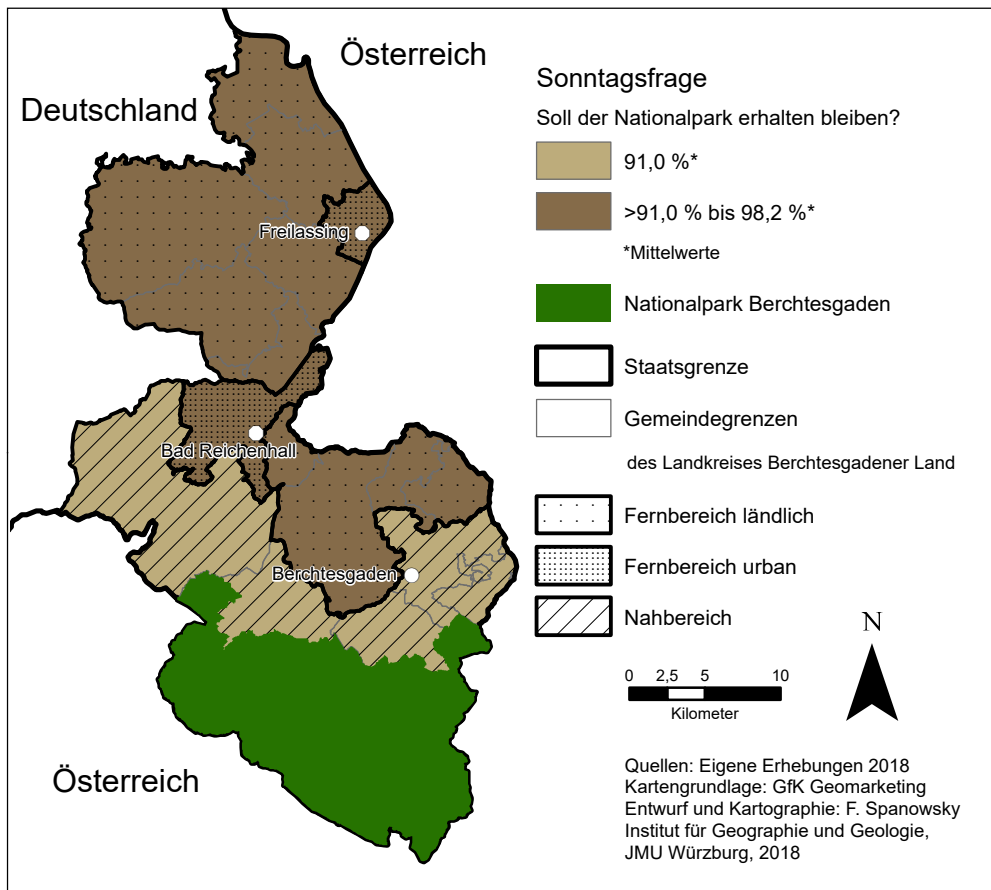 Österreich
Deutschland
Freilassing
Bad Reichenhall
Berchtesgaden
Österreich
Sonntagsfrage
Soll der Nationalpark erhalten bleiben?
91,0 %*
>91,0 % bis 98,2 %*
*Mittelwerte
Nationalpark Berchtesgaden
Staatsgrenze
Gemeindegrenzen
des Landkreises Berchtesgadener Land
Fernbereich ländlich
Fernbereich urban
Nahbereich
N
0 2,5 5 10
Kilometer
Quellen: Eigene Erhebungen 2018
Kartengrundlage: GfK Geomarketing
Entwurf und Kartographie: F. Spanowsky
Institut für Geographie und Geologie,
JMU Würzburg, 2018